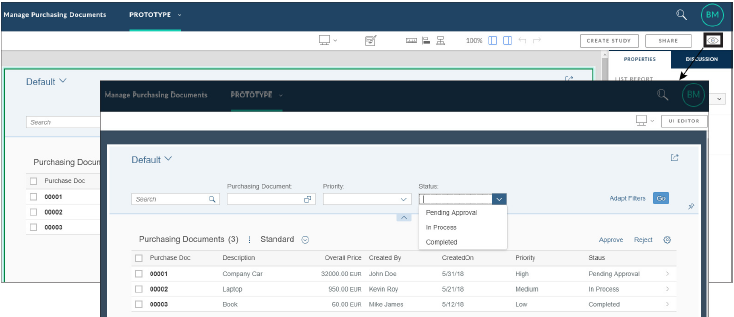 Manage Purchasing Documents PROTOTYPE BM
100% CREATE STUDY SHARE
PROPERTIES DISCUSSION
LIST REPORT
Default
Search
Purchasing Docum
Purchase Doc
00001
00002
00003
Manage Purchasing Documents PROTOTYPE BM
UI EDITOR
Default
Purchasing Document: Priority: Status:
Search Adapt Filters Go
Pending Approval
In Process
Completed
Purchasing Documents (3) Standard Approve Reject
Purchase Doc Description Overall Price Created By CreatedOn Priority Staus
00001 Company Car 32000.00 EUR John Doe 5/31/18 High Pending Approval
00002 Laptop 950.00 EUR Kevin Roy 5/21/18 Medium In Process
00003 Book 60.00 EUR Mike James 5/12/18 Low Completed